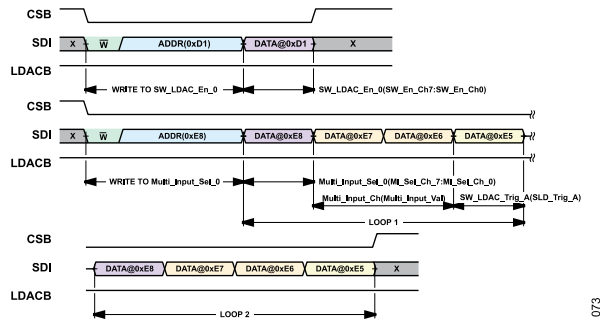 CSB
SDI X W ADDR(0xD1) DATA@0xD1 X
LDACB
WRITE TO SW_LDAC_En_0 SW_LDAC_En_0(SW_En_Ch7:SW_En_Ch0)
CSB
SDI X W ADDR(0xE8) DATA@0xE8 DATA@0xE7 DATA@0xE6 DATA@0xE5
LDACB
WRITE TO Multi_Input_Sel_0 Multi_Input_Sel_0(MI_Sel_Ch_7:MI_Sel_Ch_0)
Multi_Input_Ch(Multi_Input_Val) SW_LDAC_Trig_A(SLD_Trig_A)
LOOP 1
CSB
SDI DATA@0xE8 DATA@0xE7 DATA@0xE6 DATA@0xE5 X
LDACB
LOOP 2
073